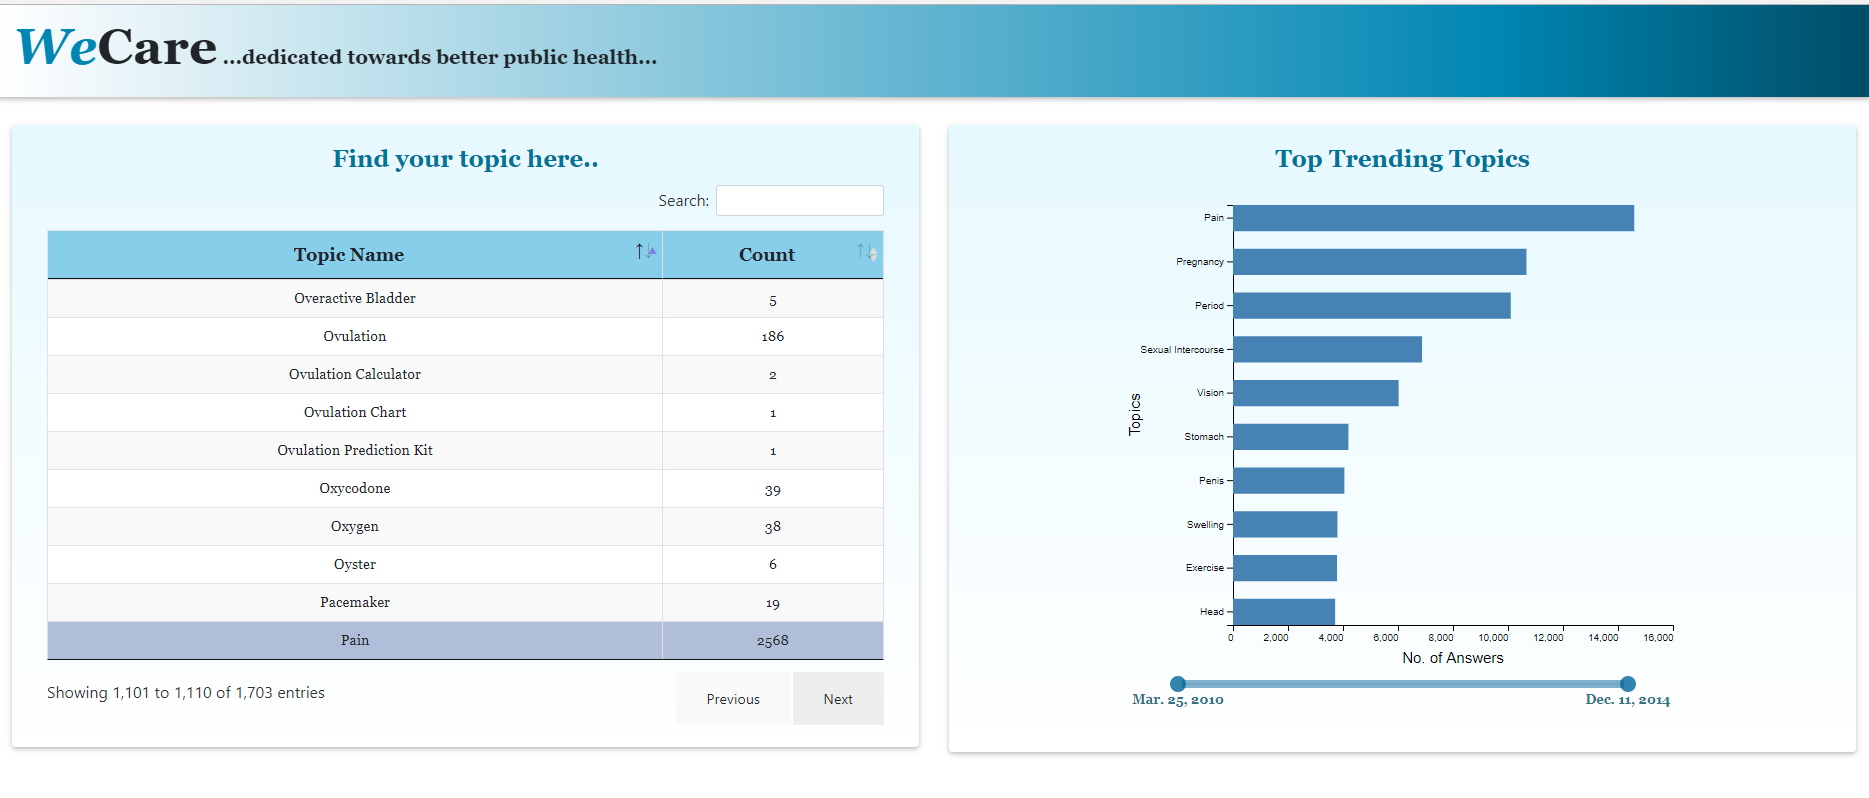 WeCare ...dedicated towards better public health...
Find your topic here..
Search:
Topic Name Count
Overactive Bladder 5
Ovulation 186
Ovulation Calculator 2
Ovulation Chart 1
Ovulation Prediction Kit 1
Oxycodone 39
Oxygen 38
Oyster 6
Pacemaker 19
Pain 2568
Showing 1,101 to 1,110 of 1,703 entries
Previous Next
Top Trending Topics
Topics
Pain
Pregnancy
Period
Sexual Intercourse
Vision
Stomach
Penis
Swelling
Exercise
Head
0 2,000 4,000 6,000 8,000 10,000 12,000 14,000 16,000
No. of Answers
Mar. 25, 2010 Dec. 11, 2014